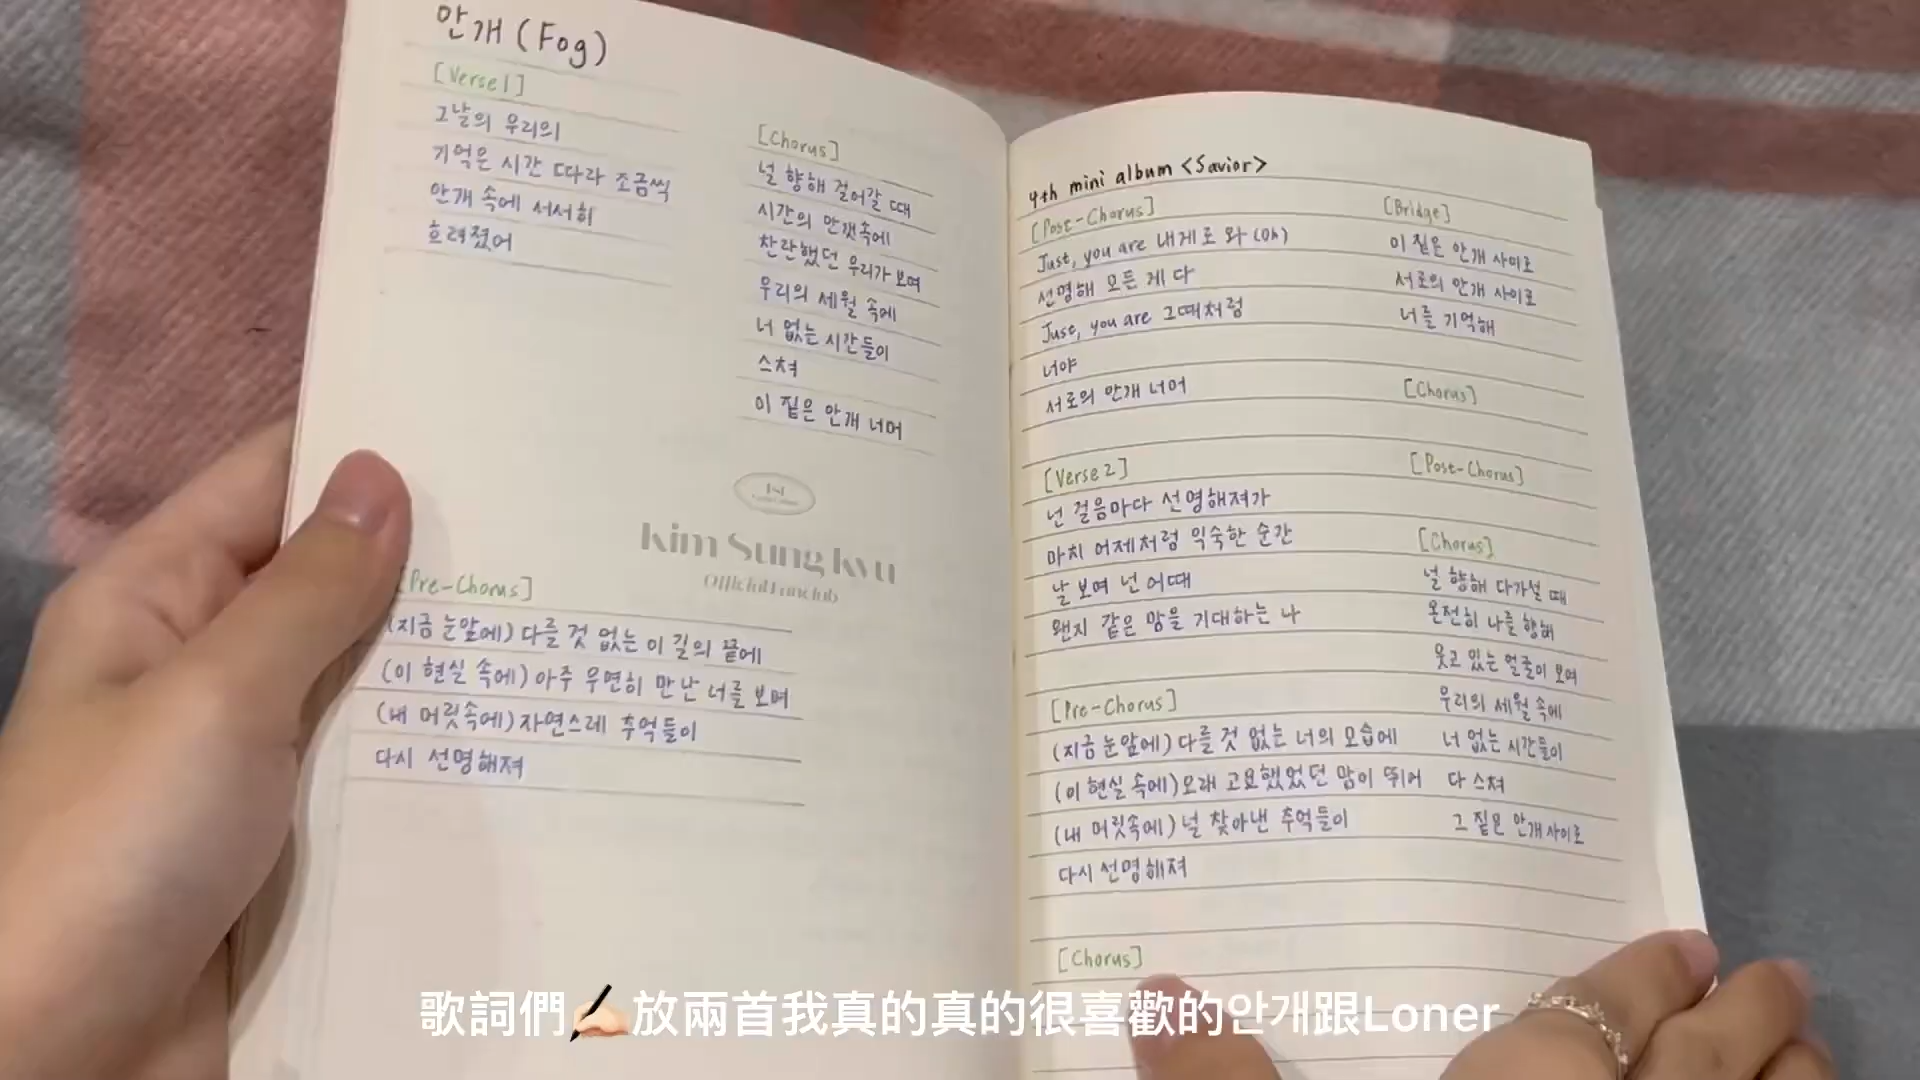 안개 (Fog)
[Verse 1]
그날의 우리의
기억은 시간 따라 조금씩
안개 속에 서서히
흐려졌어
[Pre-Chorus]
(지금 눈앞에) 다를 것 없는 이 길의 끝에
(이 현실 속에) 아주 우연히 만난 너를 보며
(내 머릿속에) 자연스레 추억들이
다시 선명해져
[Chorus]
널 향해 걸어갈 때
시간의 안갯속에
찬란했던 우리가 보여
우리의 세월 속에
너 없는 시간들이
스쳐
이 짙은 안개 너머
1st
Kim Sung kyu
Official Fanclub
4th mini album <Savior>
[Post-Chorus]
Just, you are 내게로 와 (Oh)
선명해 모든 게 다
Just, you are 그때처럼
너야
서로의 안개 너머
[Verse 2]
넌 걸음마다 선명해져가
마치 어제처럼 익숙한 순간
날 보며 넌 어때
왠지 같은 맘을 기대하는 나
[Pre-Chorus]
(지금 눈앞에) 다를 것 없는 너의 모습에
(이 현실 속에) 오래 고요했었던 맘이 뛰어
(내 머릿속에) 널 찾아낸 추억들이
다시 선명해져
[Chorus]
[Bridge]
이 짙은 안개 사이로
서로의 안개 사이로
너를 기억해
[Chorus]
[Post-Chorus]
[Chorus]
널 향해 다가설 때
온전히 나를 향해
웃고 있는 얼굴이 보여
우리의 세월 속에
너 없는 시간들이
다 스쳐
그 짙은 안개 사이로
歌詞們✍🏻放兩首我真的真的很喜歡的안개跟Loner